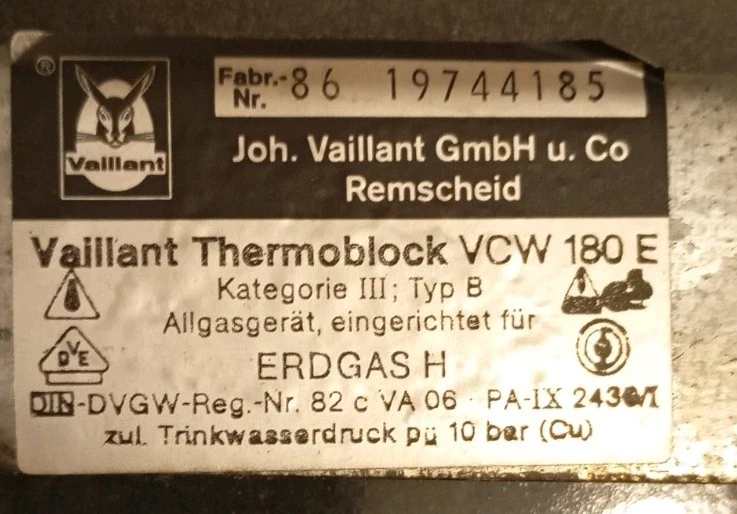 ®
Vaillant
Fabr.-
Nr. 86 19744185
Joh. Vaillant GmbH u. Co
Remscheid
Vaillant Thermoblock VCW 180 E
Kategorie III; Typ B
Allgasgerät, eingerichtet für
DVE
ERDGAS H
DIN-DVGW-Reg.-Nr. 82 c VA 06 · PA-IX
zul. Trinkwasserdruck pü 10 bar (Cu)